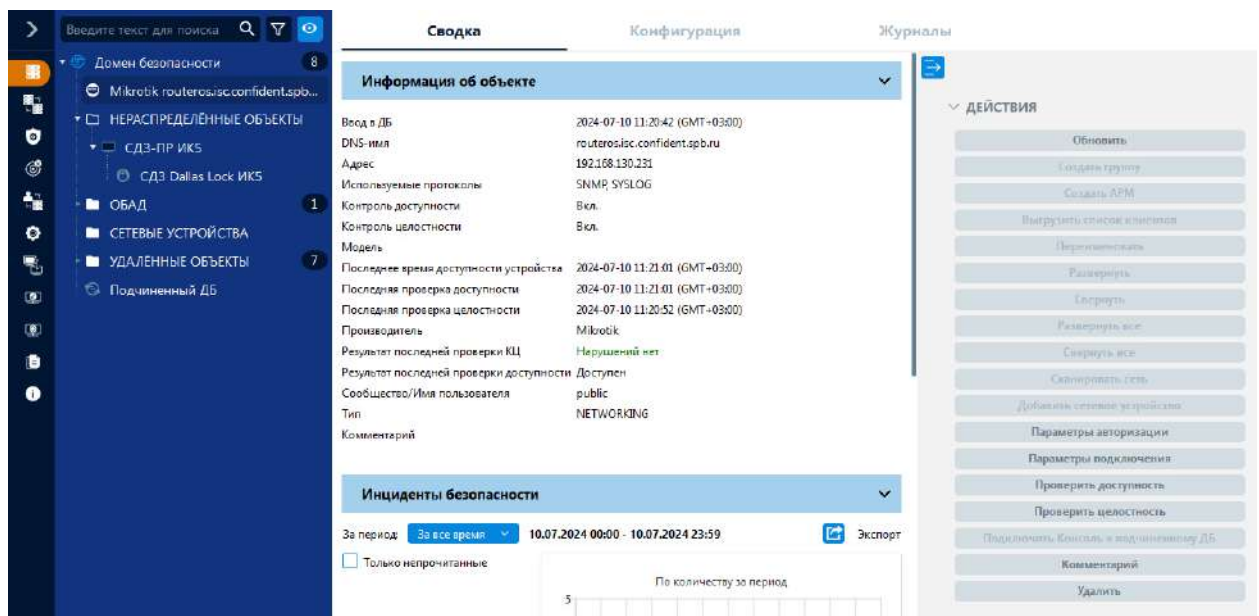 Введите текст для поиска
Домен безопасности 8
Mikrotik routeros.isc.confident.spb...
НЕРАСПРЕДЕЛЁННЫЕ ОБЪЕКТЫ
СДЗ-ПР ИК5
СДЗ Dallas Lock ИК5
ОБАД 1
СЕТЕВЫЕ УСТРОЙСТВА
УДАЛЁННЫЕ ОБЪЕКТЫ 7
Подчиненный ДБ
Сводка Конфигурация Журналы
Информация об объекте
Ввод в ДБ 2024-07-10 11:20:42 (GMT+03:00)
DNS-имя routeros.isc.confident.spb.ru
Адрес 192.168.130.231
Используемые протоколы SNMP, SYSLOG
Контроль доступности Вкл.
Контроль целостности Вкл.
Модель
Последнее время доступности устройства 2024-07-10 11:21:01 (GMT+03:00)
Последняя проверка доступности 2024-07-10 11:21:01 (GMT+03:00)
Последняя проверка целостности 2024-07-10 11:20:52 (GMT+03:00)
Производитель Mikrotik
Результат последней проверки КЦ Нарушений нет
Результат последней проверки доступности Доступен
Сообщество/Имя пользователя public
Тип NETWORKING
Комментарий
Инциденты безопасности
За период: За все время 10.07.2024 00:00 - 10.07.2024 23:59 Экспорт
Только непрочитанные
По количеству за период
5
ДЕЙСТВИЯ
Обновить
Создать группу
Создать АРМ
Выгрузить список клиентов
Переименовать
Развернуть
Свернуть
Развернуть все
Свернуть все
Сканировать сеть
Добавить сетевое устройство
Параметры авторизации
Параметры подключения
Проверить доступность
Проверить целостность
Подключить Консоль к подчиненному ДБ
Комментарий
Удалить